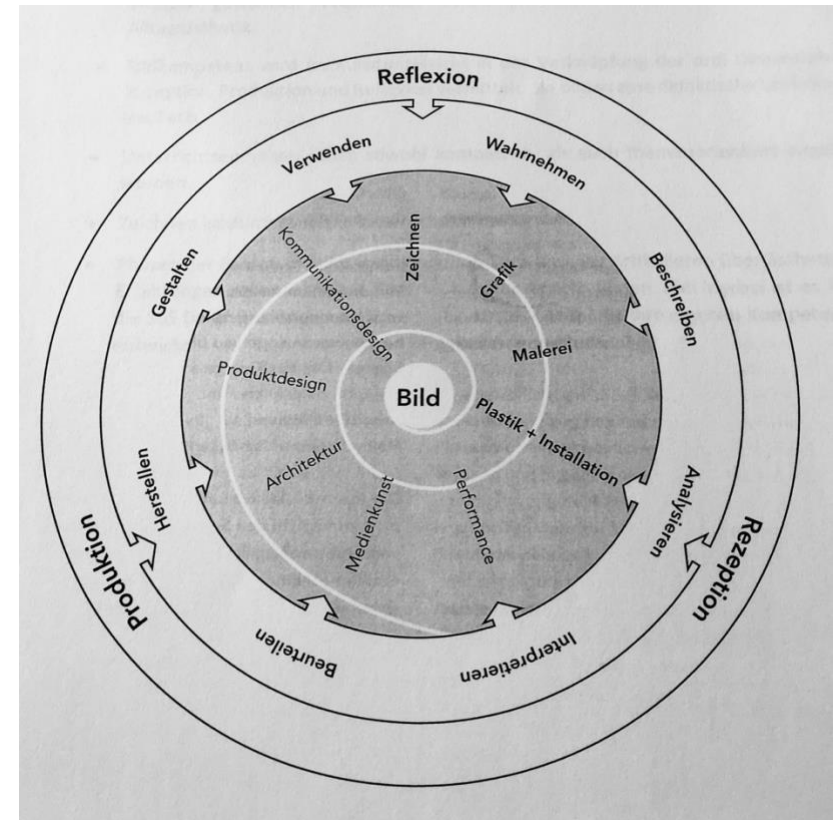 Reflexion
Rezeption
Produktion
Wahrnehmen
Beschreiben
Analysieren
Interpretieren
Beurteilen
Herstellen
Gestalten
Verwenden
Zeichnen
Grafik
Malerei
Plastik + Installation
Performance
Medienkunst
Architektur
Produktdesign
Kommunikationsdesign
Bild